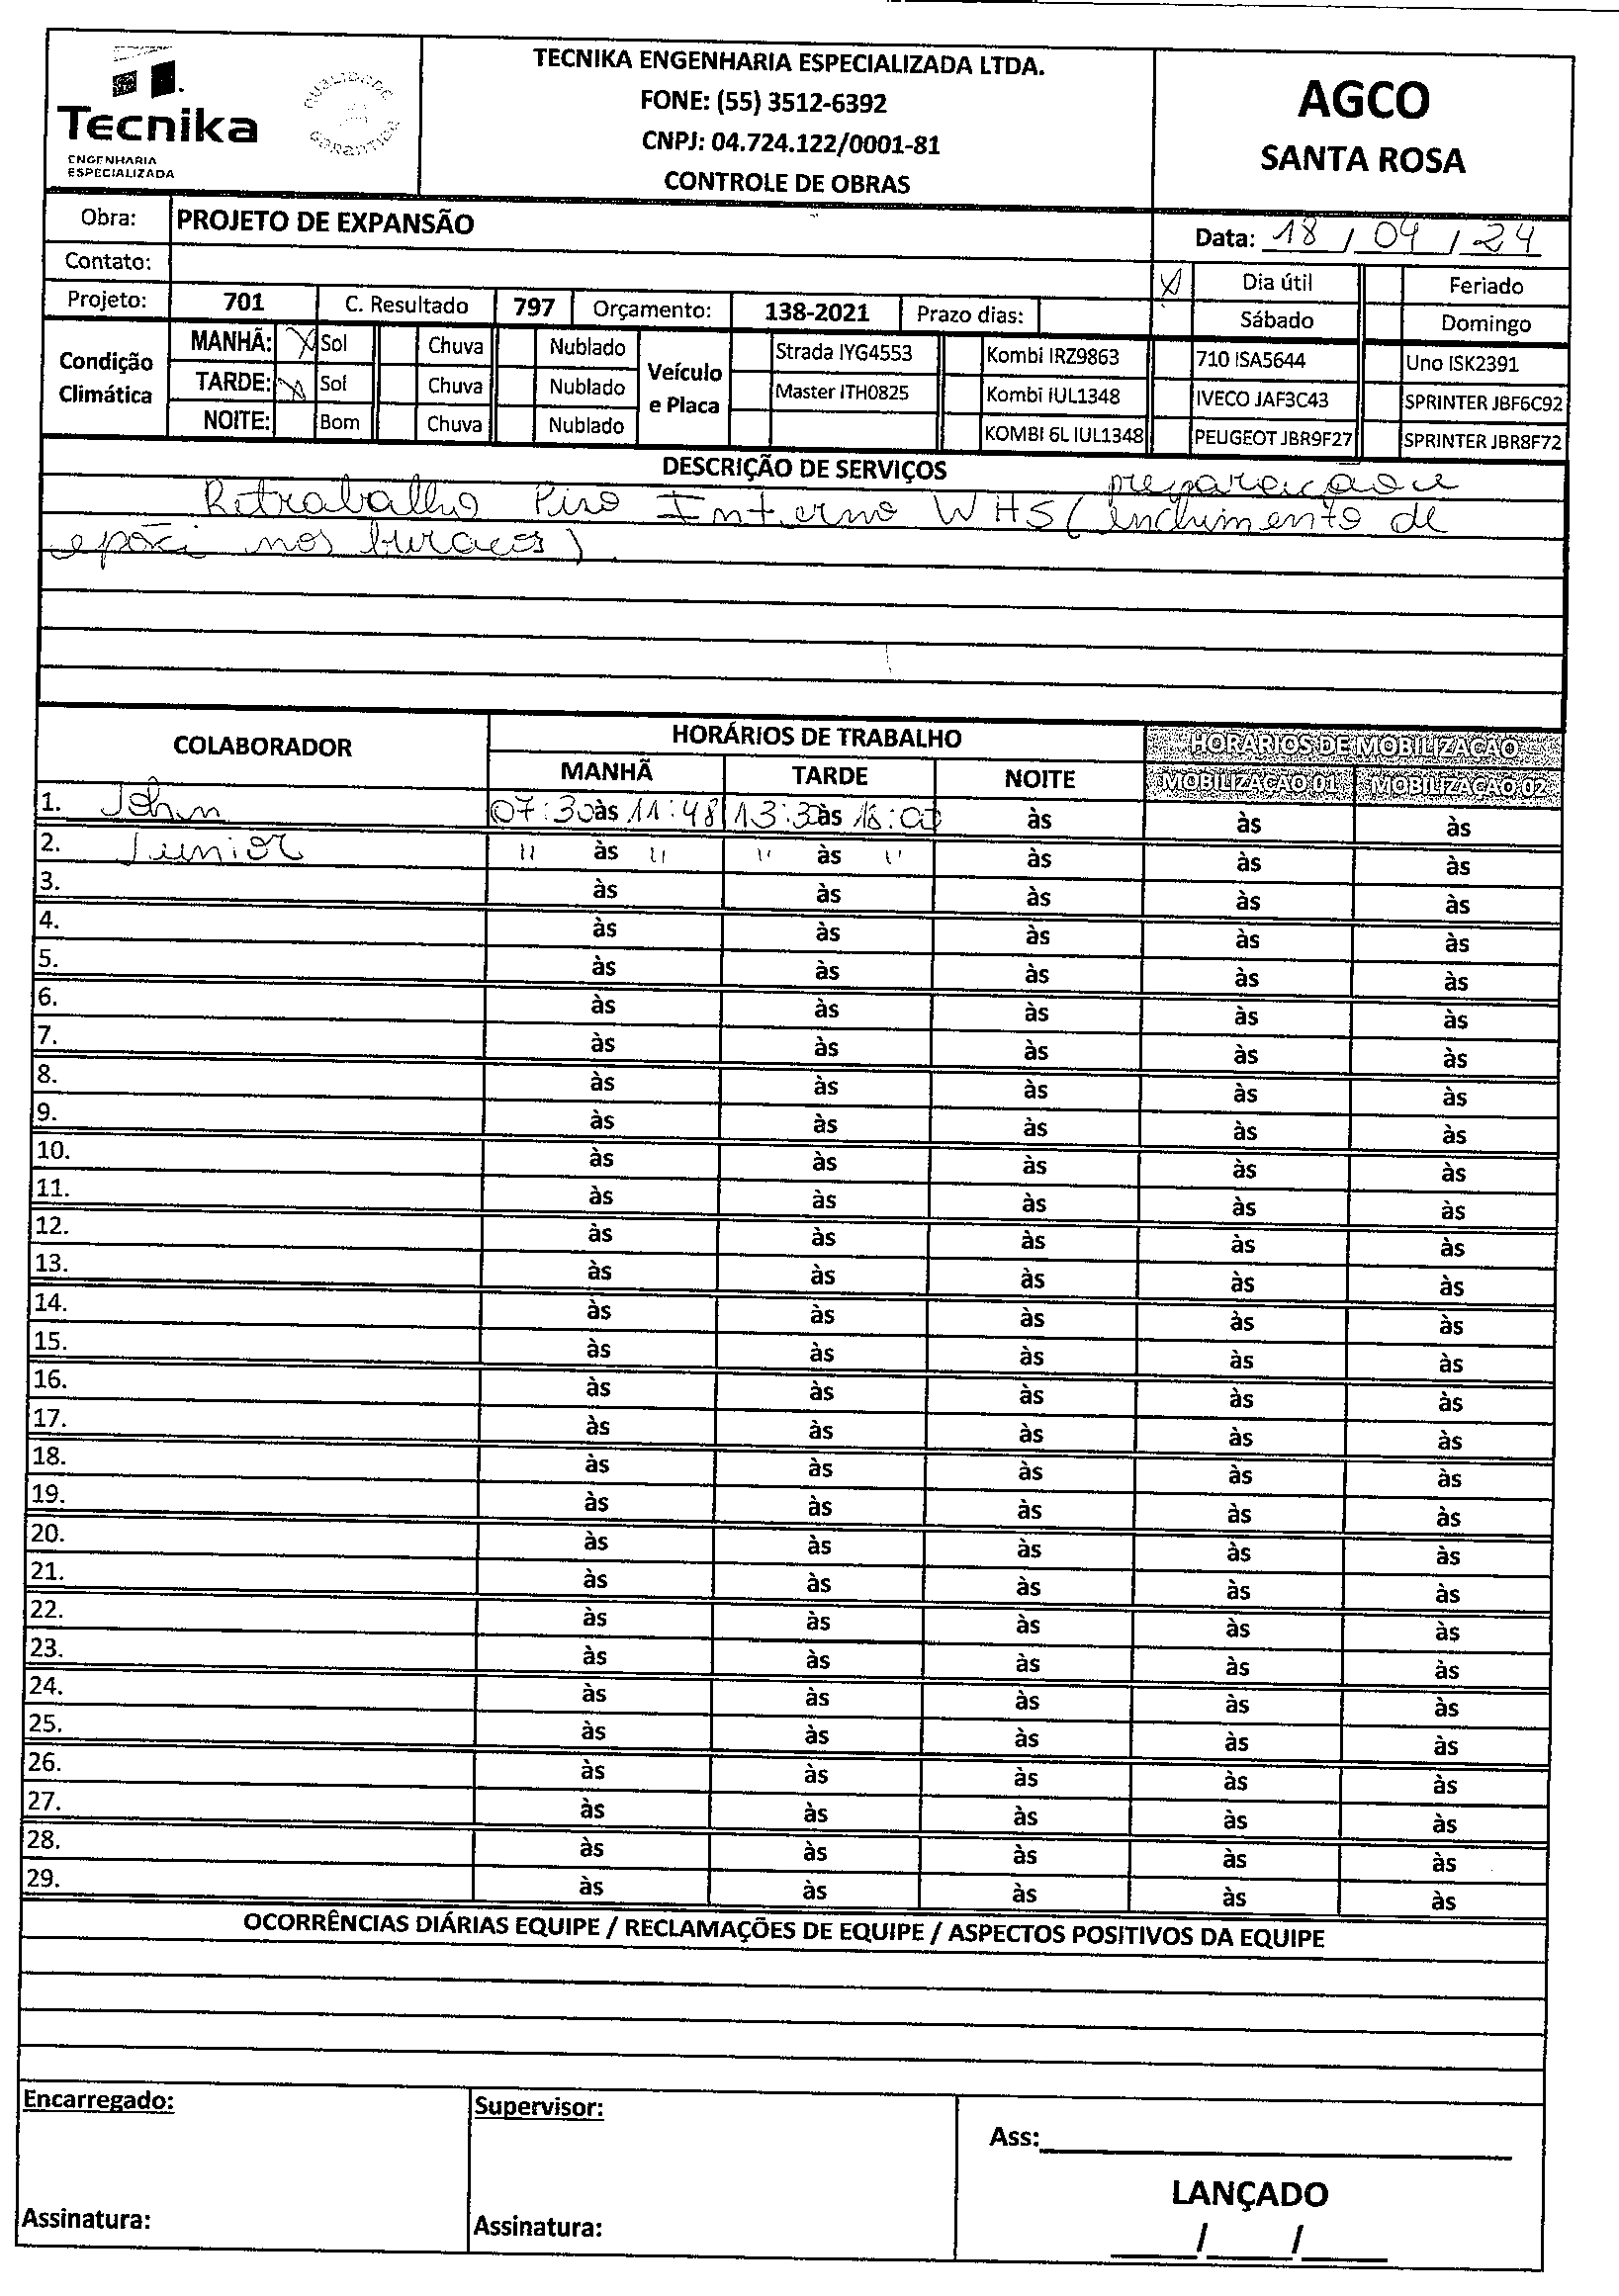 Tecnika
ENGENHARIA
ESPECIALIZADA
QUALIDADE
GARANTIDA
TECNIKA ENGENHARIA ESPECIALIZADA LTDA.
FONE: (55) 3512-6392
CNPJ: 04.724.122/0001-81
CONTROLE DE OBRAS
AGCO
SANTA ROSA
Obra: PROJETO DE EXPANSÃO
Data: 18 / 04 / 24
Contato:
X Dia útil Feriado
Projeto: 701 C. Resultado 797 Orçamento: 138-2021 Prazo dias:
Sábado Domingo
Condição Climática
MANHÃ: X Sol Chuva Nublado
TARDE: X Sol Chuva Nublado
NOITE: Bom Chuva Nublado
Veículo e Placa
Strada IYG4553 Kombi IRZ9863 710 ISA5644 Uno ISK2391
Master ITH0825 Kombi IUL1348 IVECO JAF3C43 SPRINTER JBF6C92
KOMBI 6L IUL1348 PEUGEOT JBR9F27 SPRINTER JBR8F72
DESCRIÇÃO DE SERVIÇOS
preparação e
Retrabalho Piso Interno WHS (enchimento de
epóxi nos buracos).
COLABORADOR HORÁRIOS DE TRABALHO HORARIOS DE MOBILIZACAO
MANHÃ TARDE NOITE MOBILIZACAO 01 MOBILIZACAO 02
1. John 07:30 às 11:48 13:30 às 18:00 às às às
2. Junior " às " " às " às às às
3. às às às às às
4. às às às às às
5. às às às às às
6. às às às às às
7. às às às às às
8. às às às às às
9. às às às às às
10. às às às às às
11. às às às às às
12. às às às às às
13. às às às às às
14. às às às às às
15. às às às às às
16. às às às às às
17. às às às às às
18. às às às às às
19. às às às às às
20. às às às às às
21. às às às às às
22. às às às às às
23. às às às às às
24. às às às às às
25. às às às às às
26. às às às às às
27. às às às às às
28. às às às às às
29. às às às às às
OCORRÊNCIAS DIÁRIAS EQUIPE / RECLAMAÇÕES DE EQUIPE / ASPECTOS POSITIVOS DA EQUIPE
Encarregado:
Supervisor:
Ass:
LANÇADO
Assinatura:
Assinatura:
/ /